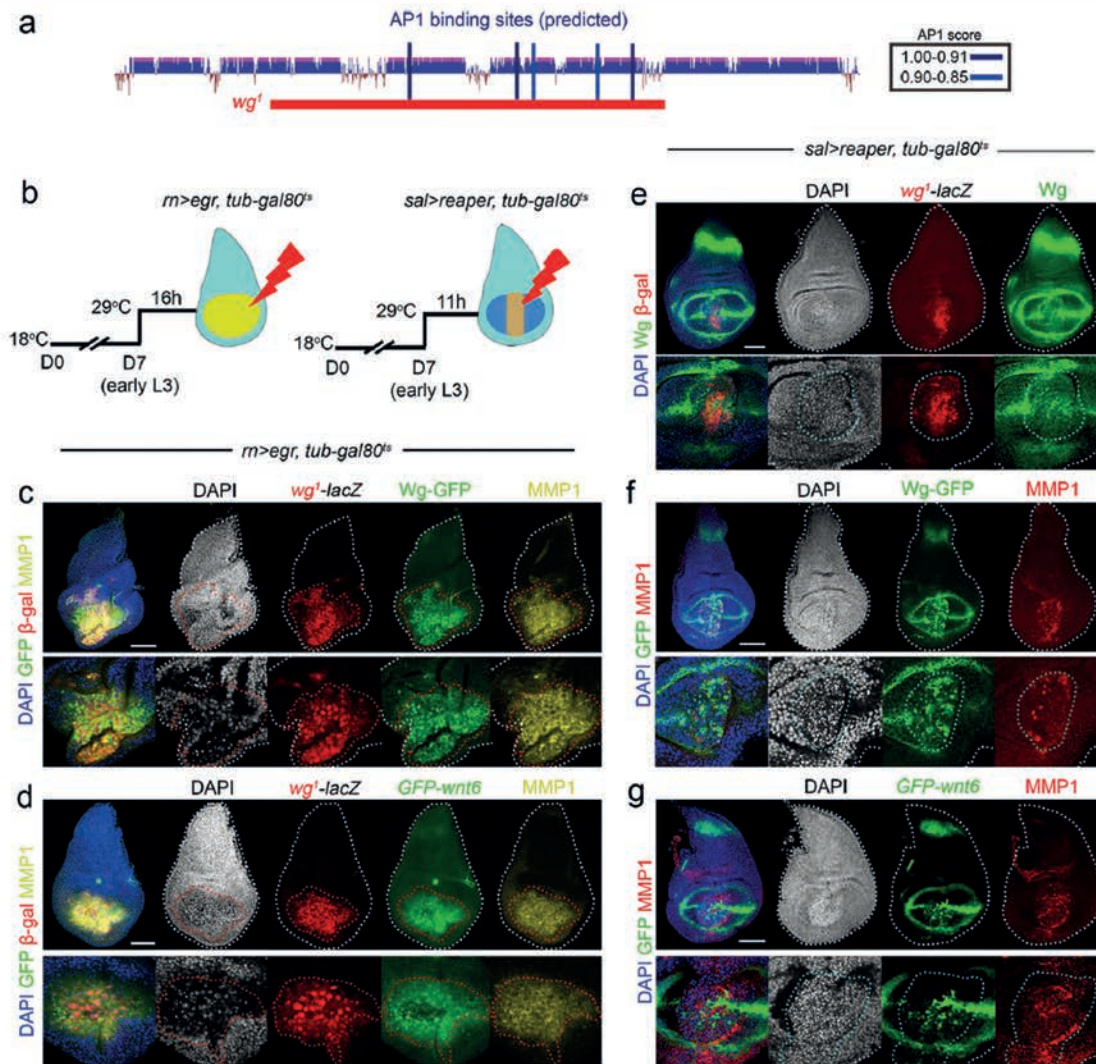 a
AP1 binding sites (predicted)
AP1 score
1.00-0.91
0.90-0.85
wg¹
b
rn>egr, tub-gal80ᵗˢ
sal>reaper, tub-gal80ᵗˢ
29°C 16h
18°C
D0 D7
(early L3)
29°C 11h
18°C
D0 D7
(early L3)
rn>egr, tub-gal80ᵗˢ
c
DAPI wg¹-lacZ Wg-GFP MMP1
DAPI GFP β-gal MMP1
d
DAPI wg¹-lacZ GFP-wnt6 MMP1
DAPI GFP β-gal MMP1
sal>reaper, tub-gal80ᵗˢ
e
DAPI wg¹-lacZ Wg
DAPI Wg β-gal
f
DAPI Wg-GFP MMP1
DAPI GFP MMP1
g
DAPI GFP-wnt6 MMP1
DAPI GFP MMP1